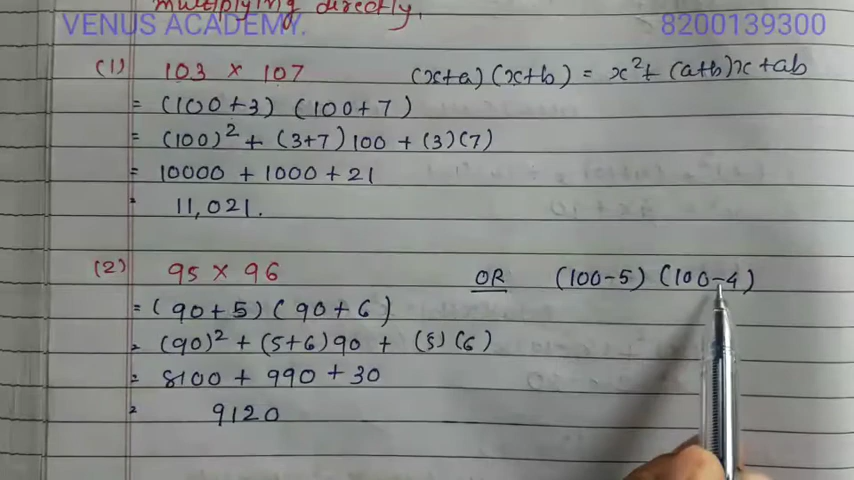 multiplying directly.
VENUS ACADEMY. 8200139300
(1) 103 × 107 (x+a) (x+b) = x² + (a+b)x + ab
= (100+3) (100+7)
= (100)² + (3+7)100 + (3)(7)
= 10000 + 1000 + 21
= 11,021.
(2) 95 × 96 OR (100-5) (100-4)
= (90+5) (90+6)
= (90)² + (5+6)90 + (5)(6)
= 8100 + 990 + 30
= 9120